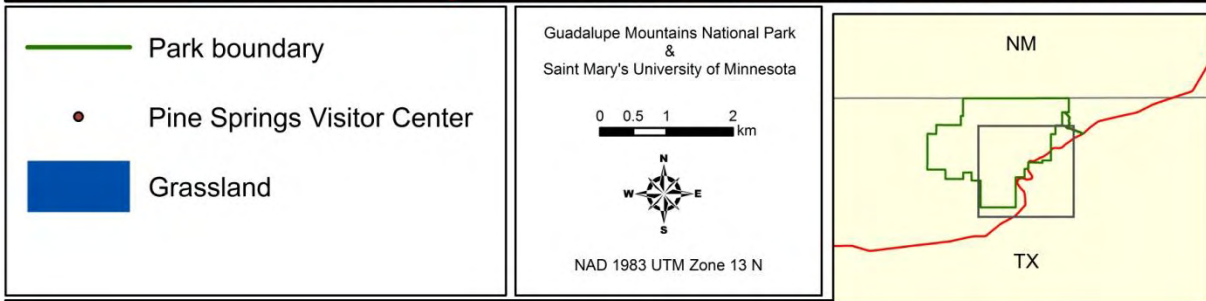 Park boundary
Pine Springs Visitor Center
Grassland
Guadalupe Mountains National Park
&
Saint Mary's University of Minnesota
0 0.5 1 2
km
N
W E
S
NAD 1983 UTM Zone 13 N
NM
TX